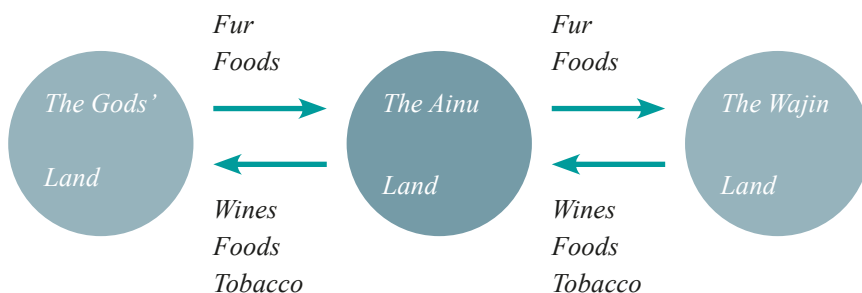 Fur
Foods
Fur
Foods
The Gods’
Land
The Ainu
Land
The Wajin
Land
Wines
Foods
Tobacco
Wines
Foods
Tobacco